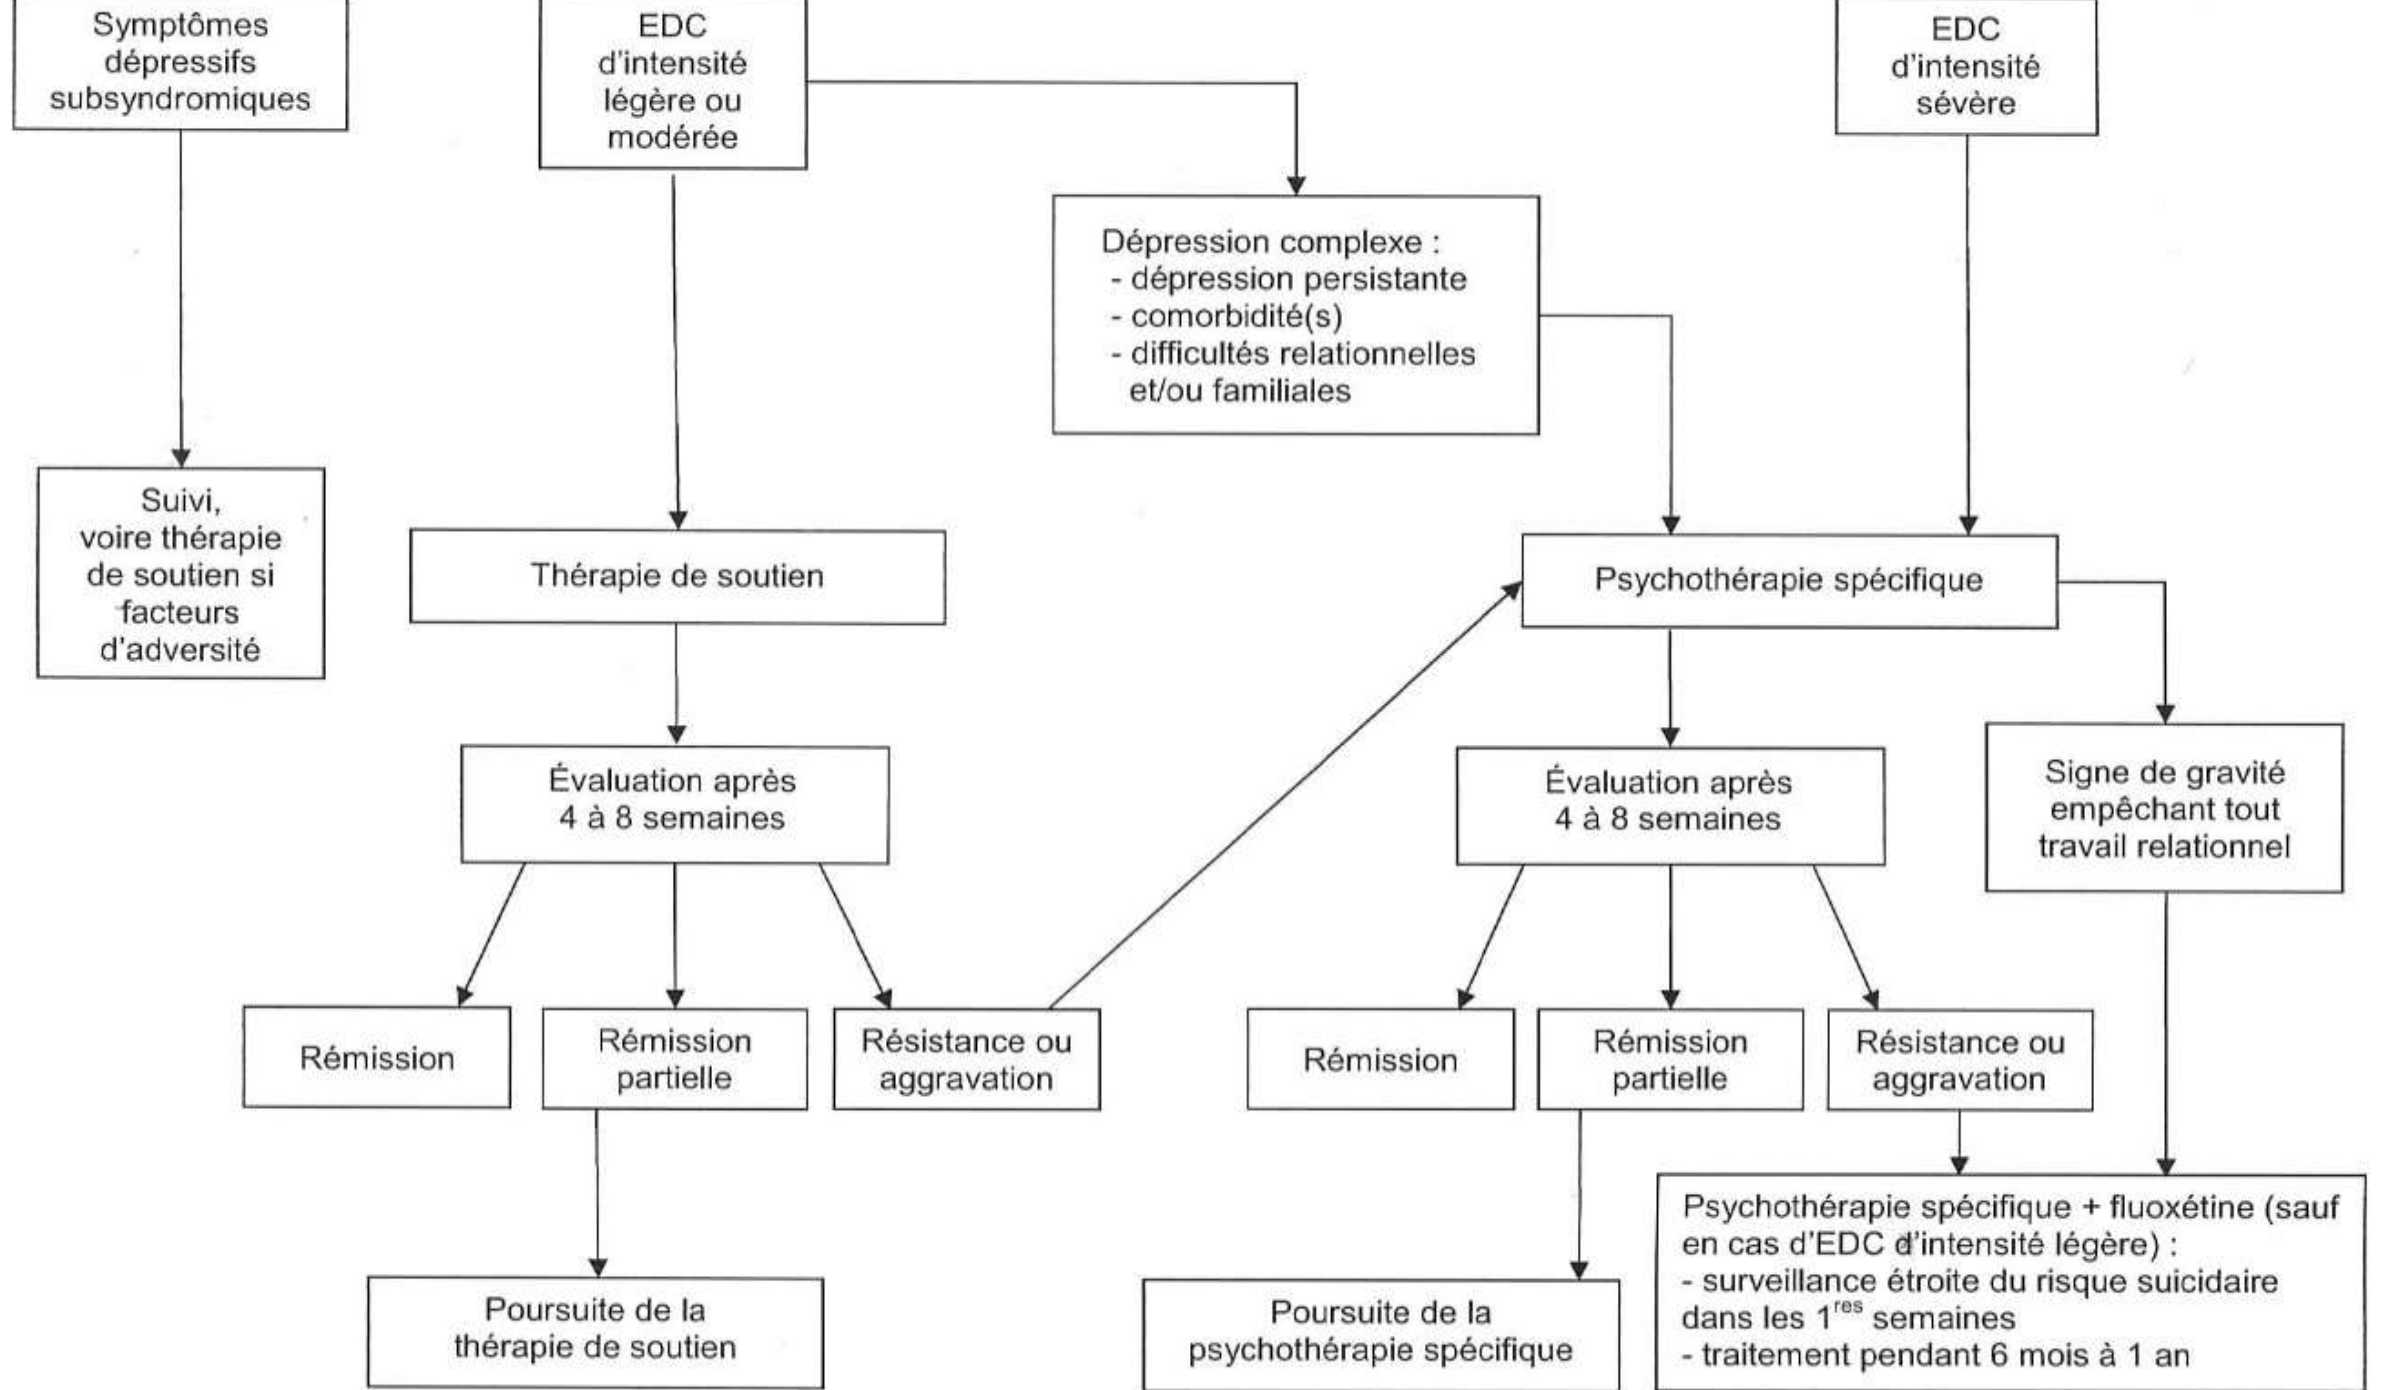 Symptômes
dépressifs
subsyndromiques
EDC
d'intensité
légère ou
modérée
EDC
d'intensité
sévère
Dépression complexe :
- dépression persistante
- comorbidité(s)
- difficultés relationnelles
et/ou familiales
Suivi,
voire thérapie
de soutien si
facteurs
d'adversité
Thérapie de soutien
Psychothérapie spécifique
Évaluation après
4 à 8 semaines
Évaluation après
4 à 8 semaines
Signe de gravité
empêchant tout
travail relationnel
Rémission
Rémission
partielle
Résistance ou
aggravation
Rémission
Rémission
partielle
Résistance ou
aggravation
Poursuite de la
thérapie de soutien
Poursuite de la
psychothérapie spécifique
Psychothérapie spécifique + fluoxétine (sauf
en cas d'EDC d'intensité légère) :
- surveillance étroite du risque suicidaire
dans les 1res semaines
- traitement pendant 6 mois à 1 an